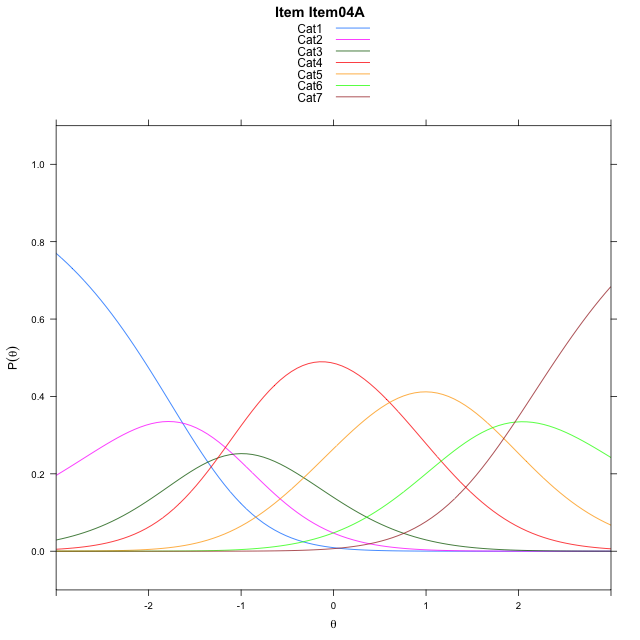 Item Item04A
Cat1
Cat2
Cat3
Cat4
Cat5
Cat6
Cat7
1.0
0.8
0.6
0.4
0.2
0.0
P(θ)
-2 -1 0 1 2
θ